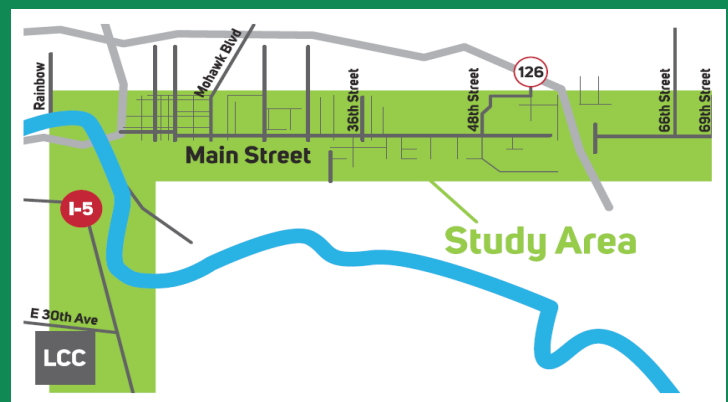 Rainbow
Mohawk Blvd
126
36th Street
48th Street
66th Street
69th Street
Main Street
I-5
Study Area
E 30th Ave
LCC